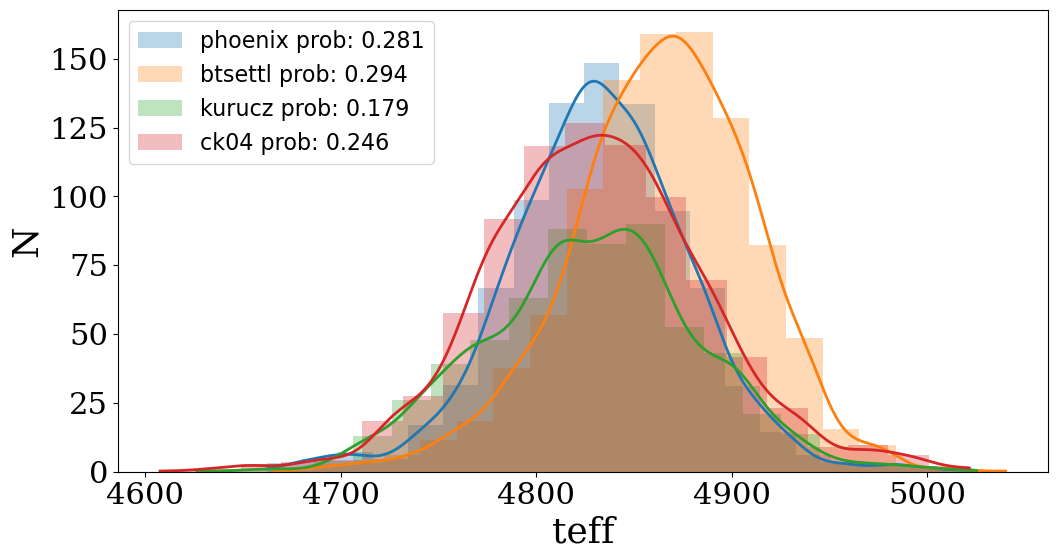 phoenix prob: 0.281
btsettl prob: 0.294
kurucz prob: 0.179
ck04 prob: 0.246
150
125
100
75
50
25
0
N
4600 4700 4800 4900 5000
teff